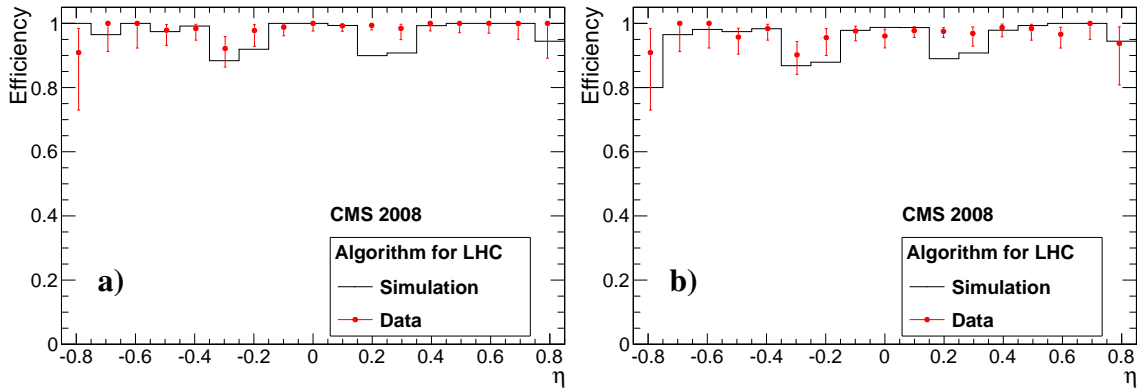 Efficiency
1
0.8
0.6
0.4
0.2
0
CMS 2008
Algorithm for LHC
Simulation
Data
a)
-0.8 -0.6 -0.4 -0.2 0 0.2 0.4 0.6 0.8
η
Efficiency
1
0.8
0.6
0.4
0.2
0
CMS 2008
Algorithm for LHC
Simulation
Data
b)
-0.8 -0.6 -0.4 -0.2 0 0.2 0.4 0.6 0.8
η